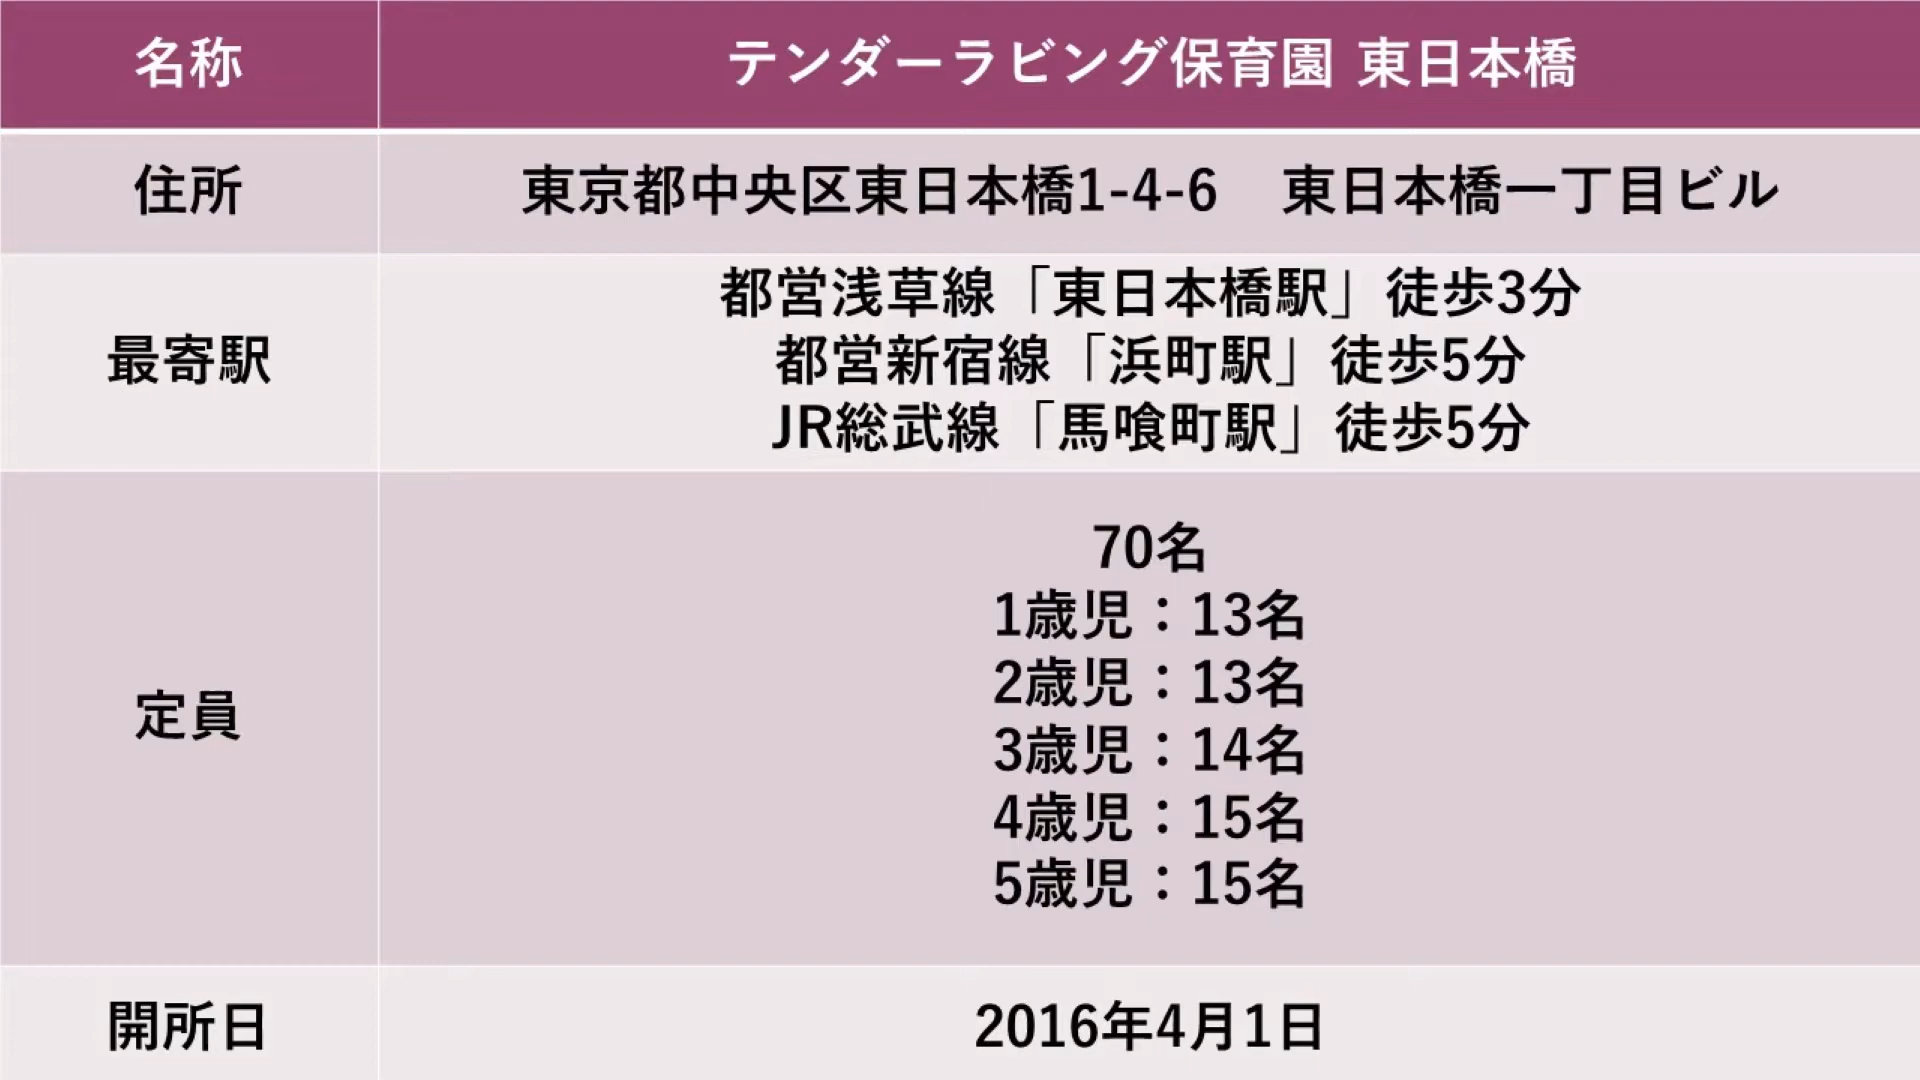 名称 テンダーラビング保育園 東日本橋
住所 東京都中央区東日本橋1-4-6　東日本橋一丁目ビル
最寄駅
都営浅草線「東日本橋駅」徒歩3分
都営新宿線「浜町駅」徒歩5分
JR総武線「馬喰町駅」徒歩5分
定員
70名
1歳児：13名
2歳児：13名
3歳児：14名
4歳児：15名
5歳児：15名
開所日 2016年4月1日